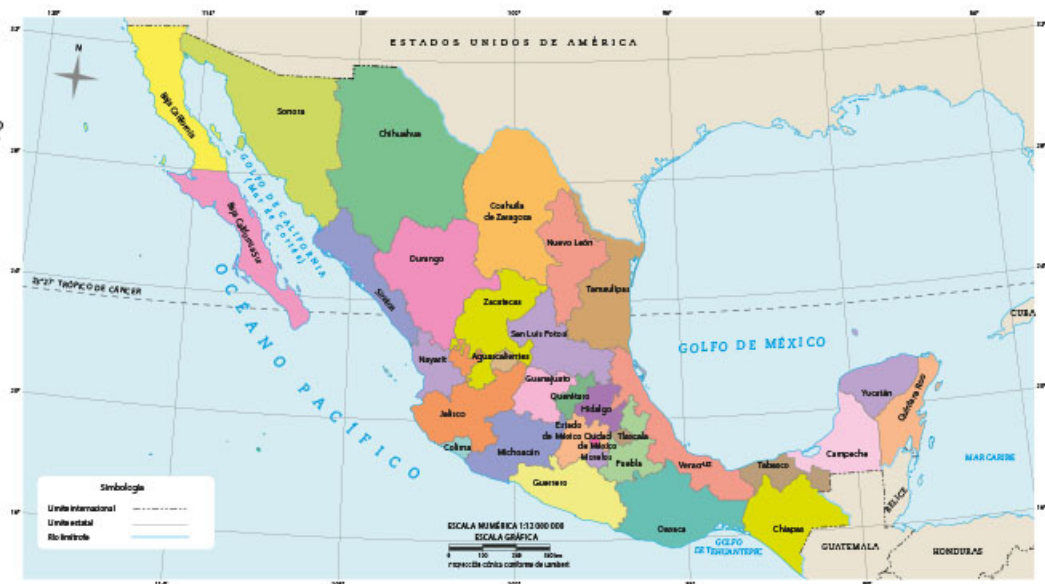 ESTADOS UNIDOS DE AMÉRICA
N
Baja California
Sonora
Chihuahua
GOLFO DE CALIFORNIA
(Mar de Cortés)
Coahuila
de Zaragoza
Baja California Sur
Nuevo León
Durango
Tamaulipas
23°27' TRÓPICO DE CÁNCER
Sinaloa
Zacatecas
San Luis Potosí
CUBA
GOLFO DE MÉXICO
OCÉANO PACÍFICO
Nayarit
Aguascalientes
Guanajuato
Querétaro
Hidalgo
Yucatán
Quintana Roo
Jalisco
Estado
de México
Ciudad
de México
Tlaxcala
Colima
Michoacán
Morelos
Puebla
Veracruz
Tabasco
Campeche
MAR CARIBE
Guerrero
Oaxaca
Chiapas
BELICE
GOLFO
DE TEHUANTEPEC
GUATEMALA
HONDURAS
Simbología
Límite internacional
Límite estatal
Río limítrofe
ESCALA NUMÉRICA 1:12 000 000
ESCALA GRÁFICA
Proyección cónica conforme de Lambert